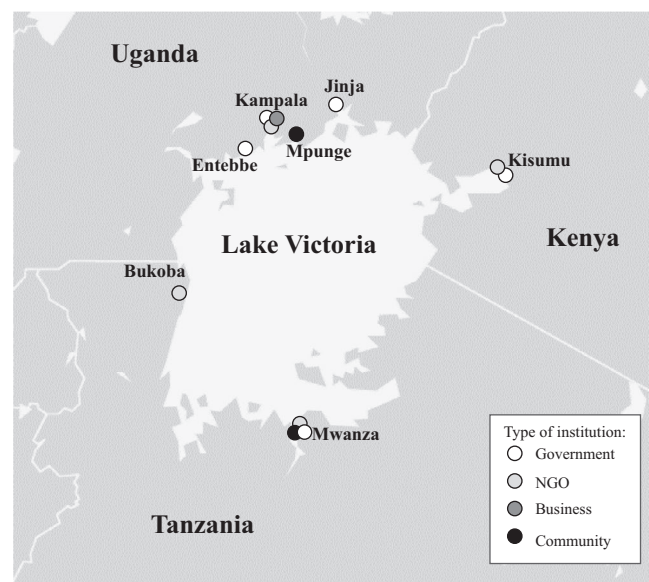 Uganda
Jinja
Kampala
Mpunge
Entebbe
Kisumu
Lake Victoria
Kenya
Bukoba
Mwanza
Tanzania
Type of institution:
Government
NGO
Business
Community